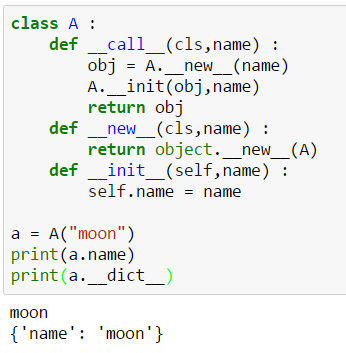 class A :
    def __call__(cls,name) :
        obj = A.__new__(name)
        A.__init(obj,name)
        return obj
    def __new__(cls,name) :
        return object.__new__(A)
    def __init__(self,name) :
        self.name = name

a = A("moon")
print(a.name)
print(a.__dict__)
moon
{'name': 'moon'}